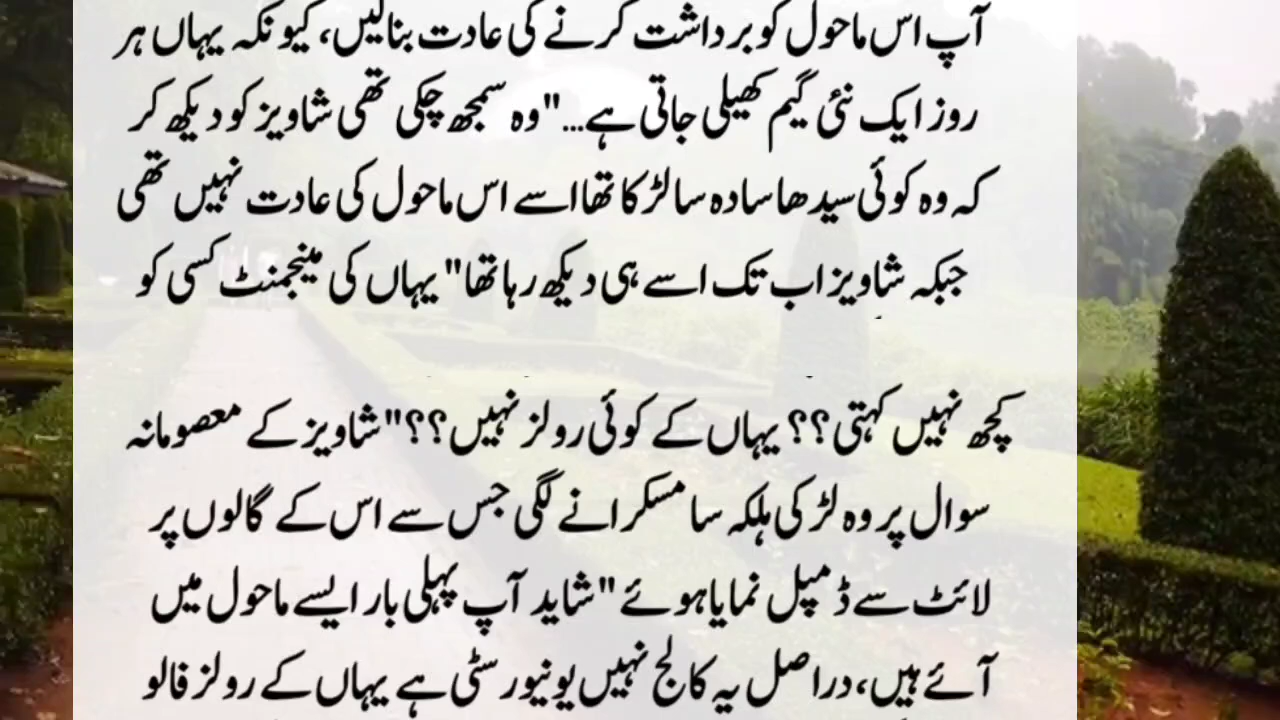 آپ اس ماحول کو برداشت کرنے کی عادت بنالیں، کیونکہ یہاں ہر
روز ایک نئی گیم کھیلی جاتی ہے..." وہ سمجھ چکی تھی شاویز کو دیکھ کر
کہ وہ کوئی سیدھا سادہ سا لڑکا تھا اسے اس ماحول کی عادت نہیں تھی
جبکہ شاویز اب تک اسے ہی دیکھ رہا تھا" یہاں کی مینجمنٹ کسی کو
کچھ نہیں کہتی؟؟ یہاں کے کوئی رولز نہیں؟؟" شاویز کے معصومانہ
سوال پر وہ لڑکی ہلکہ سا مسکرانے لگی جس سے اس کے گالوں پر
لائٹ سے ڈمپل نمایا ہوئے "شاید آپ پہلی بار ایسے ماحول میں
آئے ہیں، دراصل یہ کالج نہیں یونیورسٹی ہے یہاں کے رولز فالو